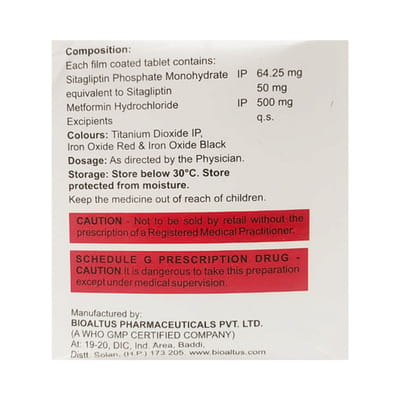 Composition:
Each film coated tablet contains:
Sitagliptin Phosphate Monohydrate IP 64.25 mg
equivalent to Sitagliptin 50 mg
Metformin Hydrochloride IP 500 mg
Excipients q.s.
Colours: Titanium Dioxide IP,
Iron Oxide Red & Iron Oxide Black
Dosage: As directed by the Physician.
Storage: Store below 30°C. Store
protected from moisture.
Keep the medicine out of reach of children.
CAUTION - Not to be sold by retail without the
prescription of a Registered Medical Practitioner.
SCHEDULE G PRESCRIPTION DRUG -
CAUTION It is dangerous to take this preparation
except under medical supervision.
Manufactured by:
BIOALTUS PHARMACEUTICALS PVT. LTD.
(A WHO GMP CERTIFIED COMPANY)
At: 19-20, DIC, Ind. Area, Baddi,
Distt. Solan, (H.P.) 173 205. www.bioaltus.com